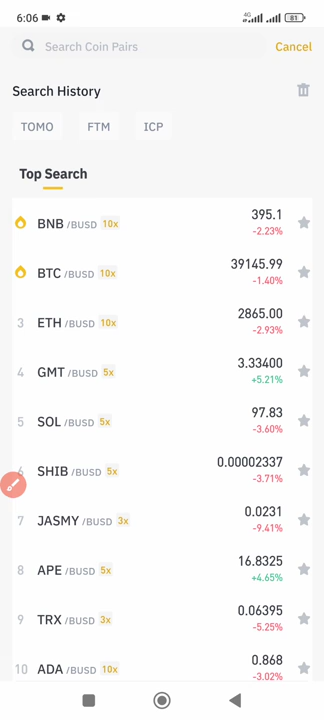 6:06 4G 81
Search Coin Pairs Cancel
Search History
TOMO FTM ICP
Top Search
BNB /BUSD 10x 395.1
-2.23%
BTC /BUSD 10x 39145.99
-1.40%
3 ETH /BUSD 10x 2865.00
-2.93%
4 GMT /BUSD 5x 3.33400
+5.21%
5 SOL /BUSD 5x 97.83
-3.60%
6 SHIB /BUSD 5x 0.00002337
-3.71%
7 JASMY /BUSD 3x 0.0231
-9.41%
8 APE /BUSD 5x 16.8325
+4.65%
9 TRX /BUSD 3x 0.06395
-5.25%
10 ADA /BUSD 10x 0.868
-3.02%